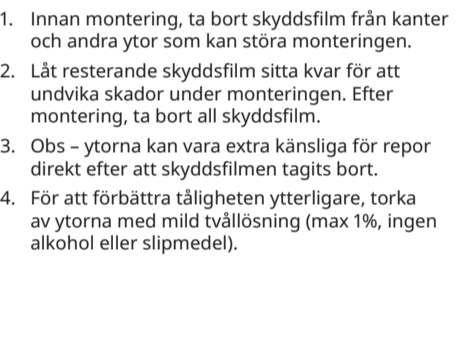 1. Innan montering, ta bort skyddsfilm från kanter
och andra ytor som kan störa monteringen.
2. Låt resterande skyddsfilm sitta kvar för att
undvika skador under monteringen. Efter
montering, ta bort all skyddsfilm.
3. Obs – ytorna kan vara extra känsliga för repor
direkt efter att skyddsfilmen tagits bort.
4. För att förbättra tåligheten ytterligare, torka
av ytorna med mild tvållösning (max 1%, ingen
alkohol eller slipmedel).